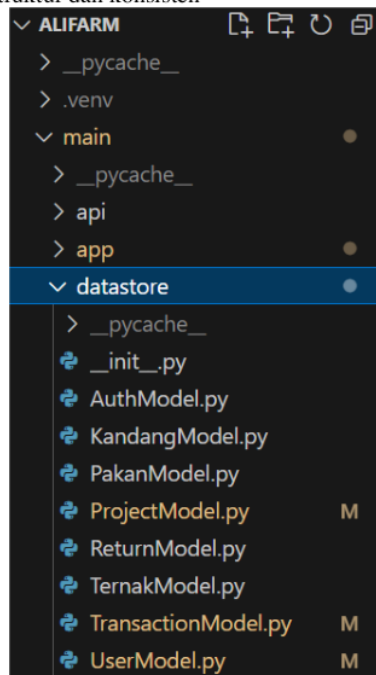 ALIFARM
__pycache__
.venv
main
__pycache__
api
app
datastore
__pycache__
__init__.py
AuthModel.py
KandangModel.py
PakanModel.py
ProjectModel.py M
ReturnModel.py
TernakModel.py
TransactionModel.py M
UserModel.py M